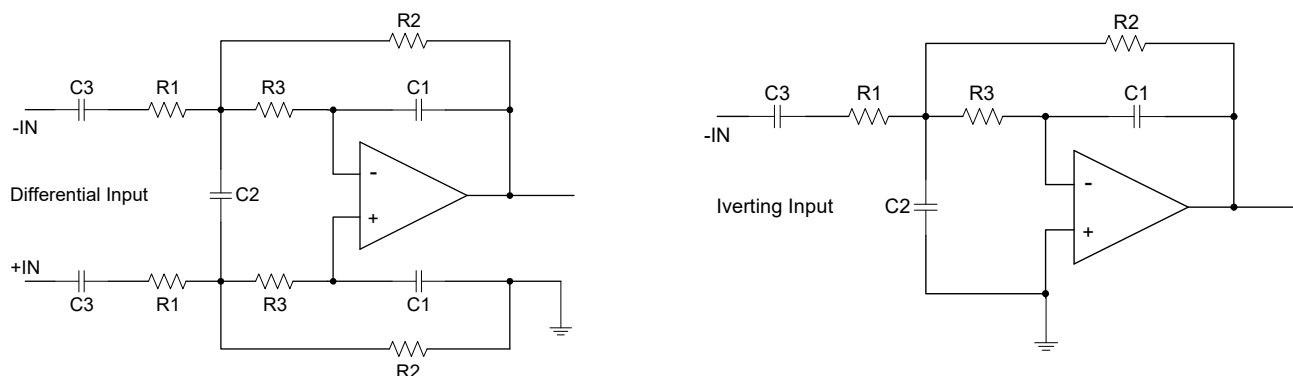 R2
C3
R1
R3
C1
-IN
Differential Input
C2
-
+
+IN
C3
R1
R3
C1
R2
R2
C3
R1
R3
C1
-IN
Iverting Input
C2
-
+